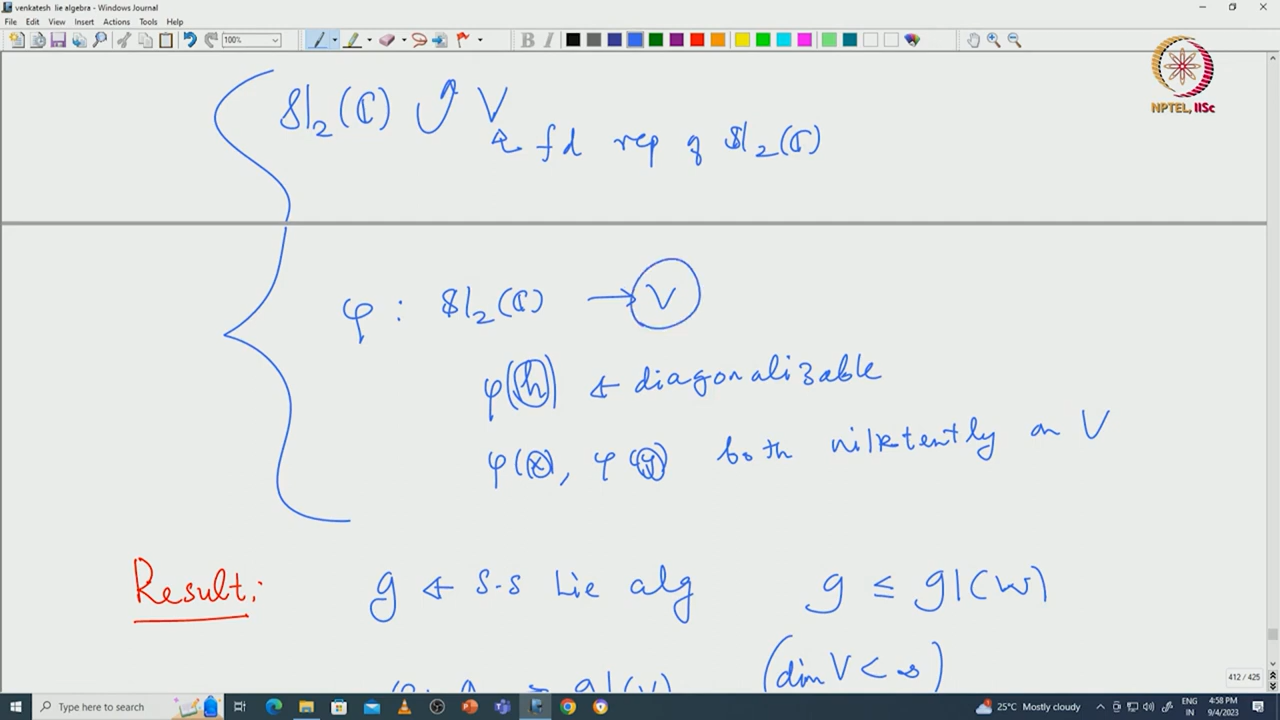 venkatesh lie algebra - Windows Journal
File Edit View Insert Actions Tools Help
100%
B I
NPTEL, IISc
sl₂(ℂ) ↺ V
↖ fd rep of sl₂(ℂ)
φ : sl₂(ℂ) → V
φ(h) ← diagonalizable
φ(x), φ(y) both nilptently on V
Result: g ← s.s Lie alg g ≤ gl(W)
(dim V < ∞)
412 / 425
Type here to search
25°C Mostly cloudy
ENG
IN
4:58 PM
9/4/2023